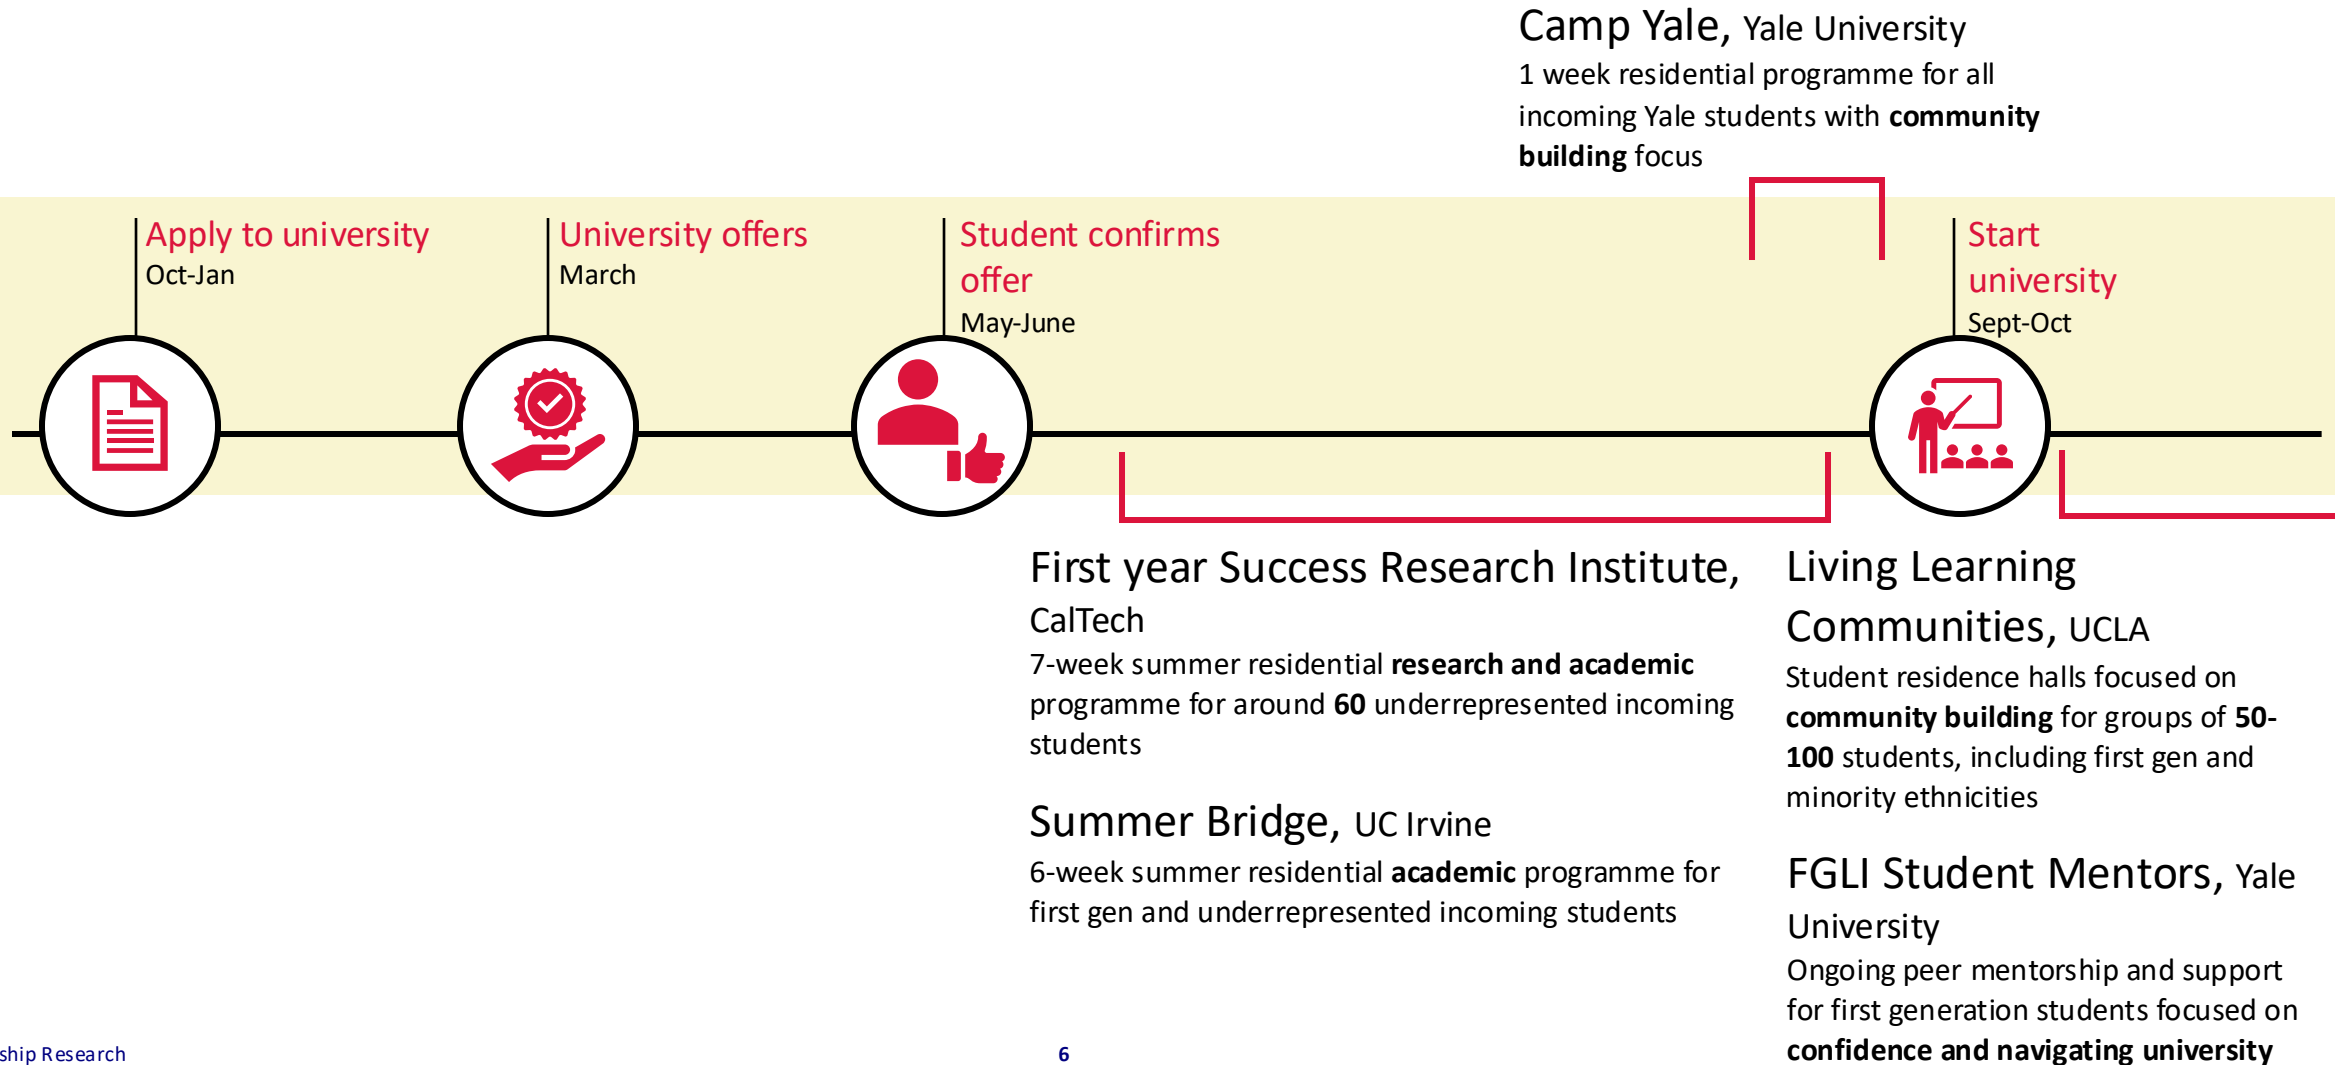 Camp Yale, Yale University
1 week residential programme for all
incoming Yale students with community
building focus
Apply to university
Oct-Jan
University offers
March
Student confirms
offer
May-June
Start
university
Sept-Oct
First year Success Research Institute,
CalTech
7-week summer residential research and academic
programme for around 60 underrepresented incoming
students
Summer Bridge, UC Irvine
6-week summer residential academic programme for
first gen and underrepresented incoming students
Living Learning
Communities, UCLA
Student residence halls focused on
community building for groups of 50-
100 students, including first gen and
minority ethnicities
FGLI Student Mentors, Yale
University
Ongoing peer mentorship and support
for first generation students focused on
confidence and navigating university
ship Research
6